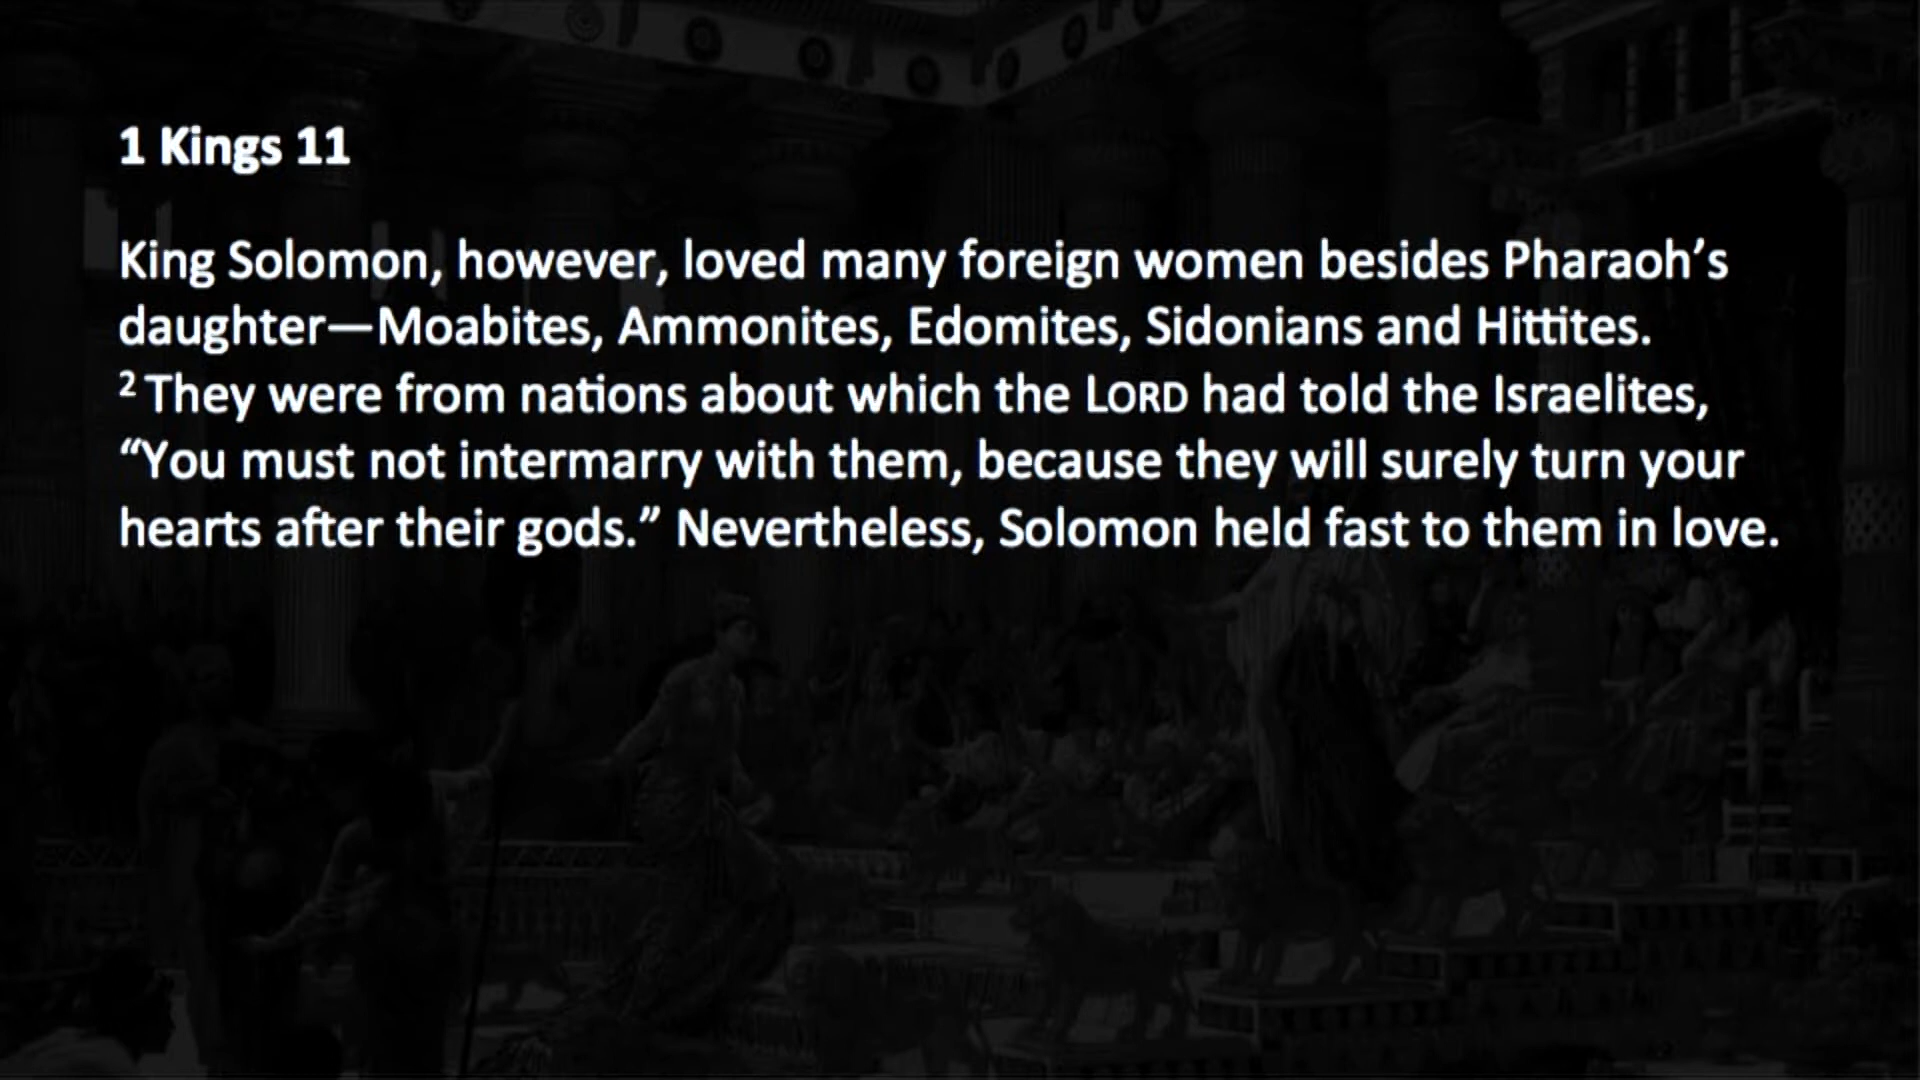 1 Kings 11
King Solomon, however, loved many foreign women besides Pharaoh’s
daughter—Moabites, Ammonites, Edomites, Sidonians and Hittites.
² They were from nations about which the LORD had told the Israelites,
“You must not intermarry with them, because they will surely turn your
hearts after their gods.” Nevertheless, Solomon held fast to them in love.